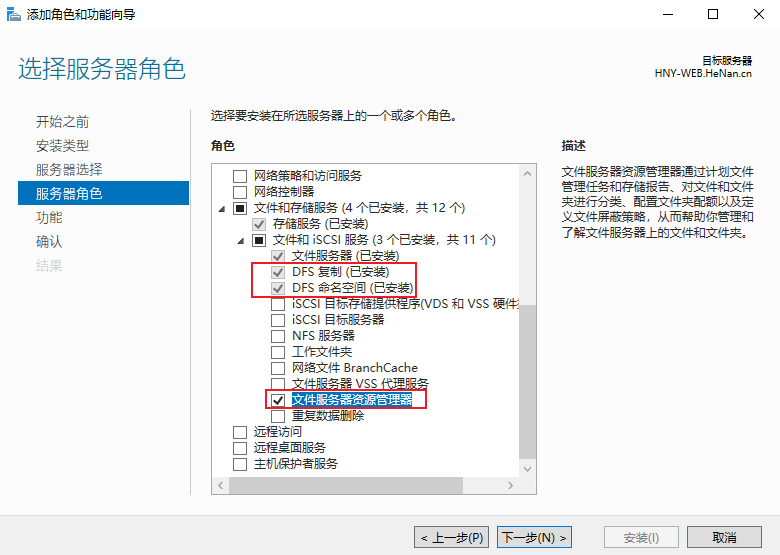 添加角色和功能向导
选择服务器角色
目标服务器
HNY-WEB.HeNan.cn
开始之前
安装类型
服务器选择
服务器角色
功能
确认
结果
选择要安装在所选服务器上的一个或多个角色。
角色
网络策略和访问服务
网络控制器
文件和存储服务 (4 个已安装，共 12 个)
存储服务 (已安装)
文件和 iSCSI 服务 (3 个已安装，共 11 个)
文件服务器 (已安装)
DFS 复制 (已安装)
DFS 命名空间 (已安装)
iSCSI 目标存储提供程序(VDS 和 VSS 硬件
iSCSI 目标服务器
NFS 服务器
工作文件夹
网络文件 BranchCache
文件服务器 VSS 代理服务
文件服务器资源管理器
重复数据删除
远程访问
远程桌面服务
主机保护者服务
描述
文件服务器资源管理器通过计划文件
管理任务和存储报告、对文件和文件
夹进行分类、配置文件夹配额以及定
义文件屏蔽策略，从而帮助你管理和
了解文件服务器上的文件和文件夹。
< 上一步(P)
下一步(N) >
安装(I)
取消